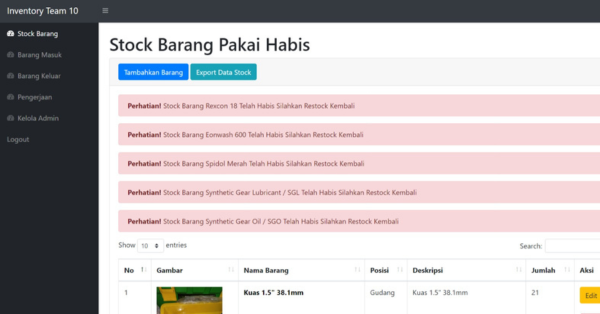 Inventory Team 10
Stock Barang
Barang Masuk
Barang Keluar
Pengerjaan
Kelola Admin
Logout
Stock Barang Pakai Habis
Tambahkan Barang Export Data Stock
Perhatian! Stock Barang Rexcon 18 Telah Habis Silahkan Restock Kembali
Perhatian! Stock Barang Eonwash 600 Telah Habis Silahkan Restock Kembali
Perhatian! Stock Barang Spidol Merah Telah Habis Silahkan Restock Kembali
Perhatian! Stock Barang Synthetic Gear Lubricant / SGL Telah Habis Silahkan Restock Kembali
Perhatian! Stock Barang Synthetic Gear Oil / SGO Telah Habis Silahkan Restock Kembali
Show 10 entries Search:
No Gambar Nama Barang Posisi Deskripsi Jumlah Aksi
1 Kuas 1.5" 38.1mm Gudang Kuas 1.5" 38.1mm 21 Edit